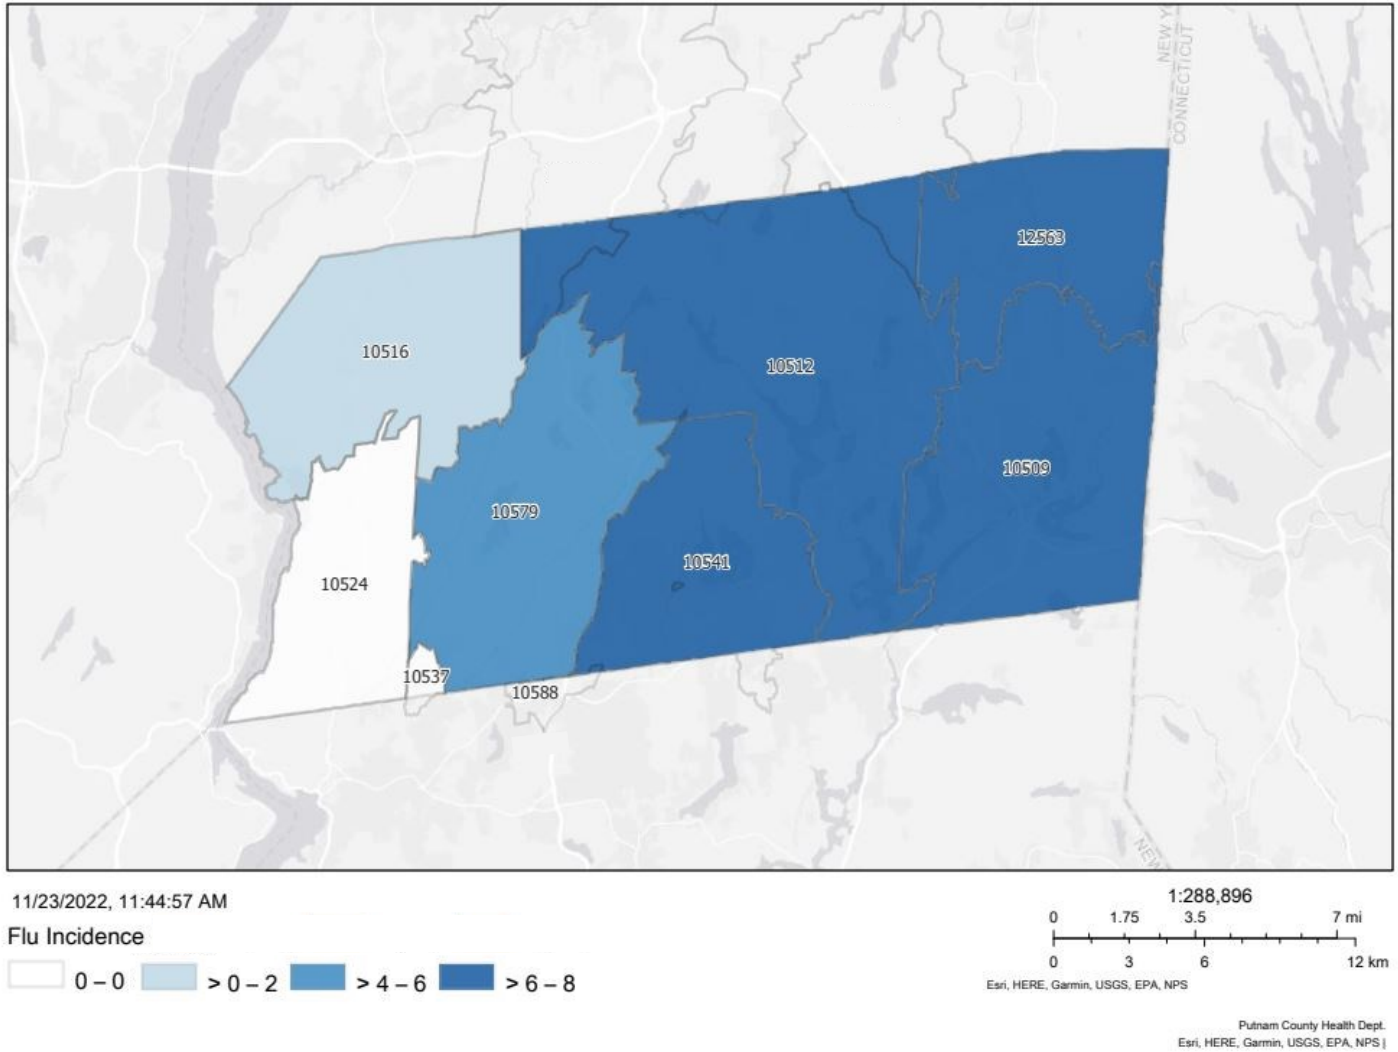 NEW Y
CONNECTICUT
12563
10516
10512
10509
10579
10541
10524
10537
10588
NEW
11/23/2022, 11:44:57 AM
Flu Incidence
0 – 0
> 0 – 2
> 4 – 6
> 6 – 8
1:288,896
0 1.75 3.5 7 mi
0 3 6 12 km
Esri, HERE, Garmin, USGS, EPA, NPS
Putnam County Health Dept.
Esri, HERE, Garmin, USGS, EPA, NPS |